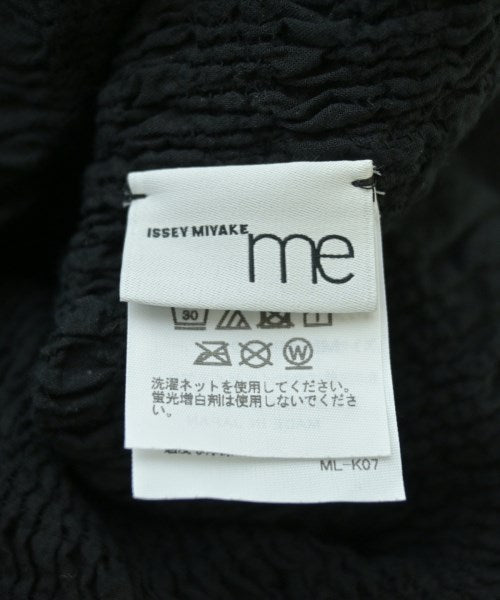 ISSEY MIYAKE me
30
W
洗濯ネットを使用してください。
蛍光増白剤は使用しないでくださ
い。
ML-K07